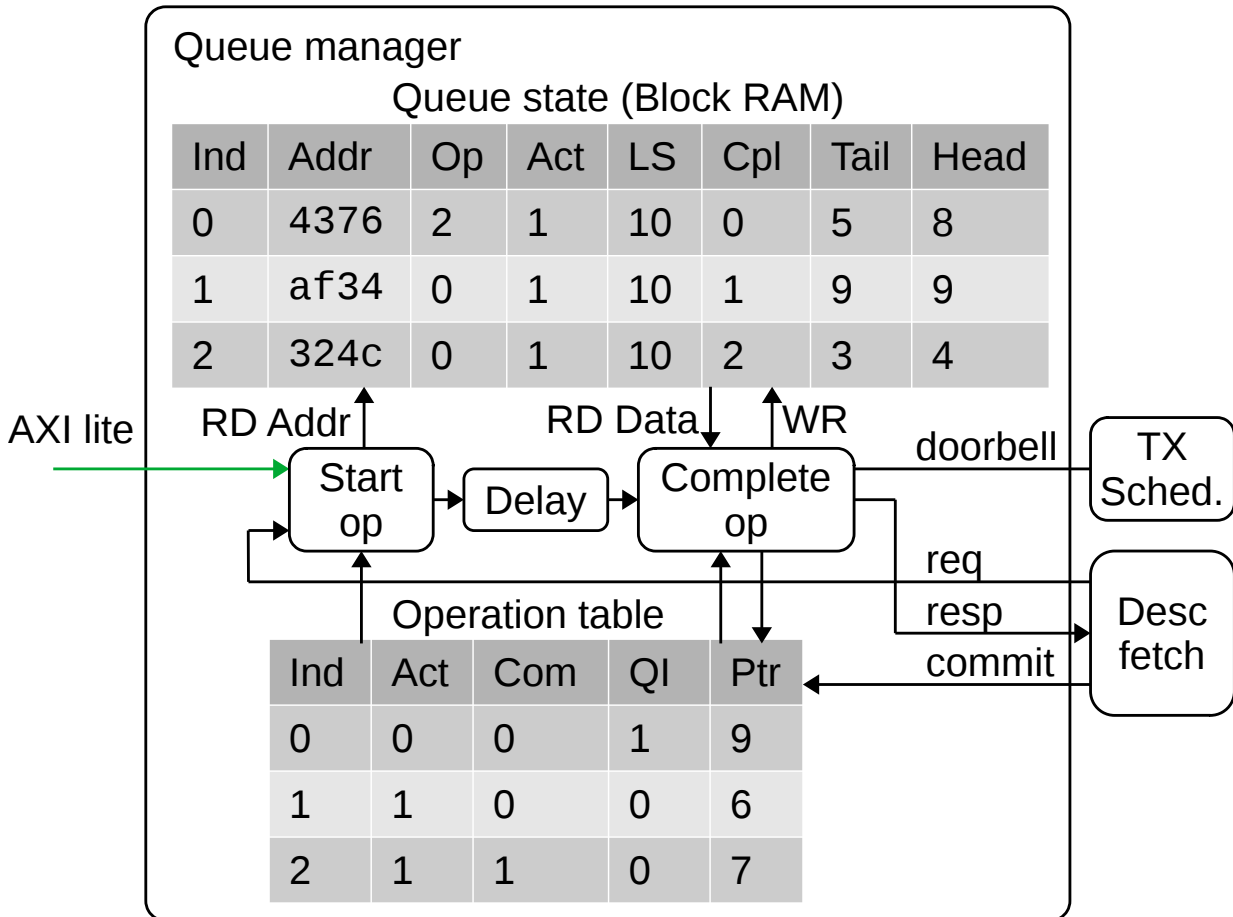 Queue manager
Queue state (Block RAM)
Ind Addr Op Act LS Cpl Tail Head
0 4376 2 1 10 0 5 8
1 af34 0 1 10 1 9 9
2 324c 0 1 10 2 3 4
AXI lite
RD Addr
RD Data
WR
Start
op
Delay
Complete
op
doorbell
TX
Sched.
req
resp
commit
Desc
fetch
Operation table
Ind Act Com QI Ptr
0 0 0 1 9
1 1 0 0 6
2 1 1 0 7